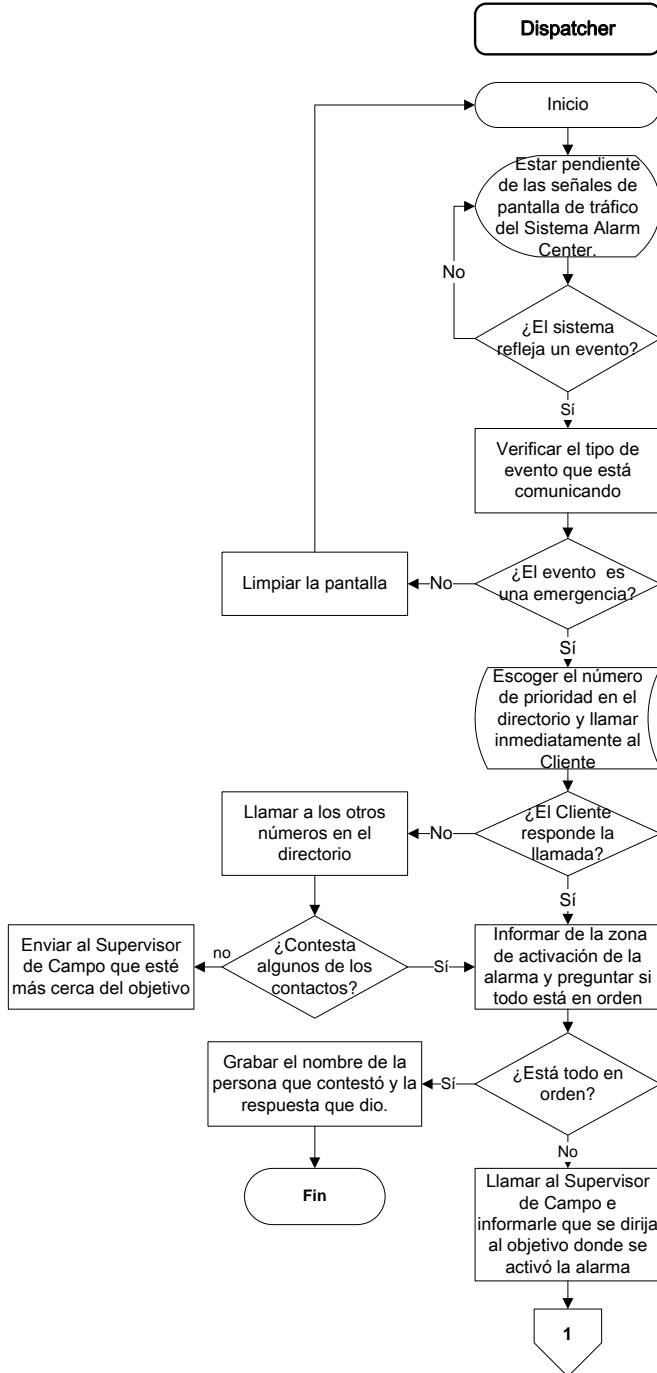 Dispatcher
Inicio
Estar pendiente
de las señales de
pantalla de tráfico
del Sistema Alarm
Center.
No
¿El sistema
refleja un evento?
Sí
Verificar el tipo de
evento que está
comunicando
Limpiar la pantalla
No
¿El evento es
una emergencia?
Sí
Escoger el número
de prioridad en el
directorio y llamar
inmediatamente al
Cliente
Llamar a los otros
números en el
directorio
No
¿El Cliente
responde la
llamada?
Sí
Enviar al Supervisor
de Campo que esté
más cerca del objetivo
no
¿Contesta
algunos de los
contactos?
Sí
Informar de la zona
de activación de la
alarma y preguntar si
todo está en orden
Grabar el nombre de la
persona que contestó y la
respuesta que dio.
Sí
¿Está todo en
orden?
No
Fin
Llamar al Supervisor
de Campo e
informarle que se dirija
al objetivo donde se
activó la alarma
1